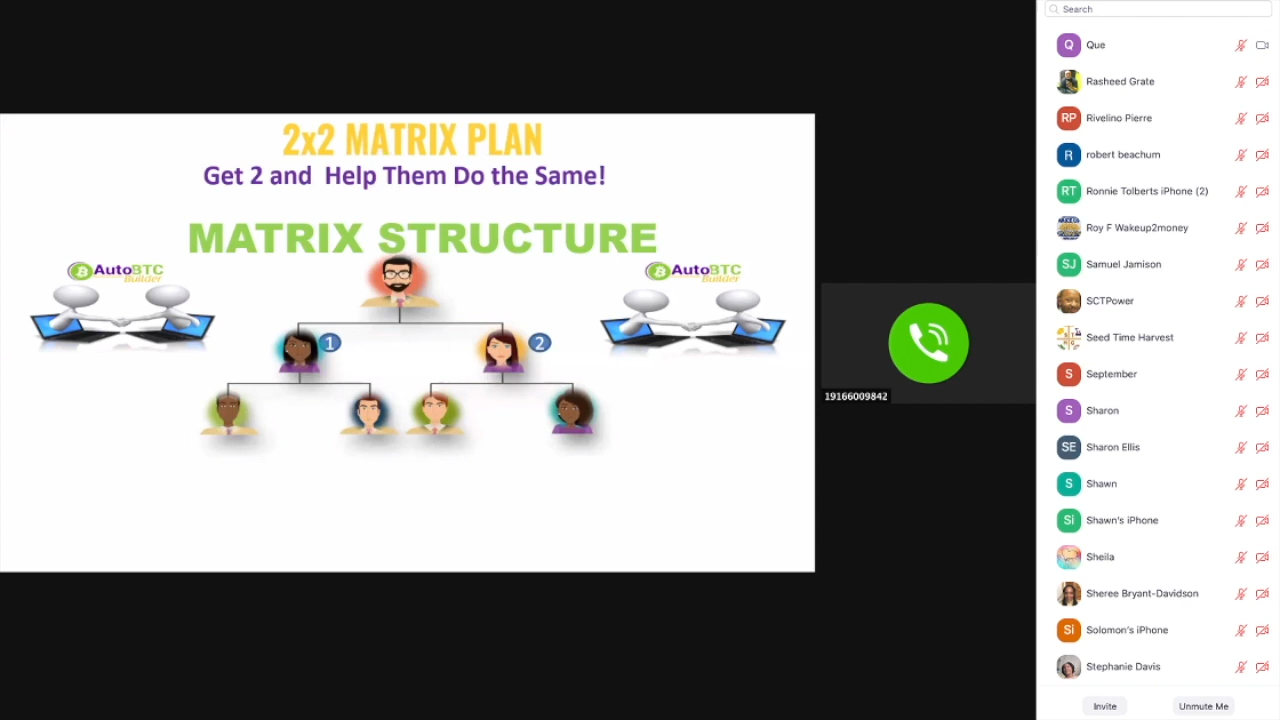 2x2 MATRIX PLAN
Get 2 and Help Them Do the Same!
MATRIX STRUCTURE
AutoBTC
Builder
AutoBTC
Builder
1
2
19166009842
Search
Q Que
Rasheed Grate
RP Rivelino Pierre
R robert beachum
RT Ronnie Tolberts iPhone (2)
Roy F Wakeup2money
SJ Samuel Jamison
SCTPower
Seed Time Harvest
S September
S Sharon
SE Sharon Ellis
S Shawn
Si Shawn's iPhone
Sheila
Sheree Bryant-Davidson
Si Solomon's iPhone
Stephanie Davis
Invite Unmute Me